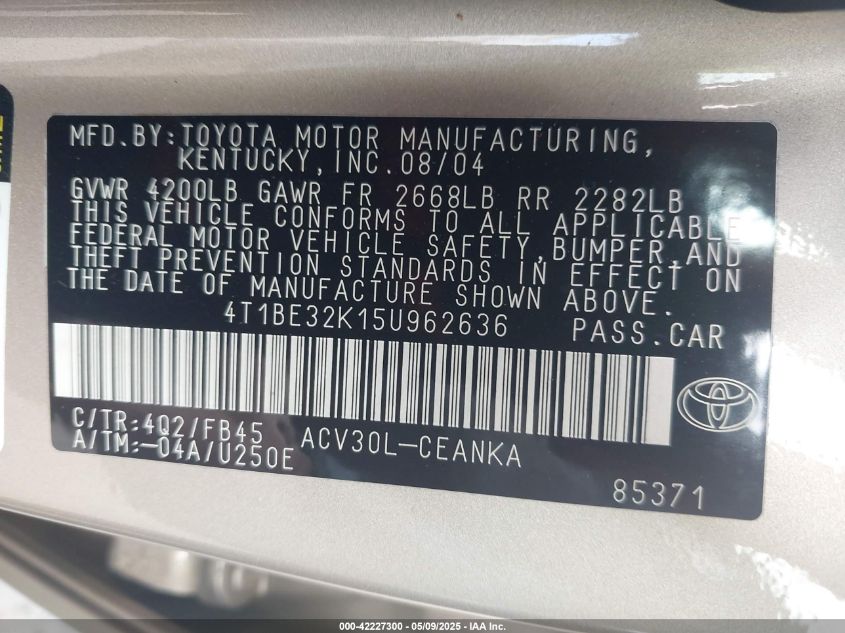 MFD.BY:TOYOTA MOTOR MANUFACTURING,
KENTUCKY,INC.08/04
GVWR 4200LB GAWR FR 2668LB RR 2282LB
THIS VEHICLE CONFORMS TO ALL APPLICABLE
FEDERAL MOTOR VEHICLE SAFETY,BUMPER,AND
THEFT PREVENTION STANDARDS IN EFFECT ON
THE DATE OF MANUFACTURE SHOWN ABOVE.
4T1BE32K15U962636 PASS.CAR
C/TR:4Q2/FB45 ACV30L-CEANKA
A/TM:-04A/U250E
85371
000-42227300 - 05/09/2025 - IAAI, Inc.